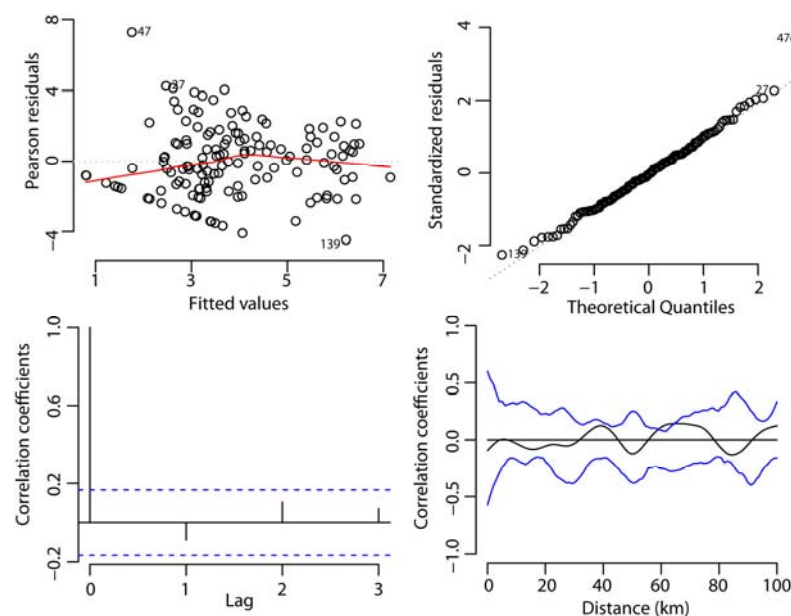 8
4
0
−4
Pearson residuals
47
27
139
1 3 5 7
Fitted values
4
2
0
−2
Standardized residuals
27
139
−2 −1 0 1 2
Theoretical Quantiles
1.0
0.6
0.2
−0.2
Correlation coefficients
0 1 2 3
Lag
1.0
0.5
0.0
−0.5
−1.0
Correlation coefficients
0 20 40 60 80 100
Distance (km)